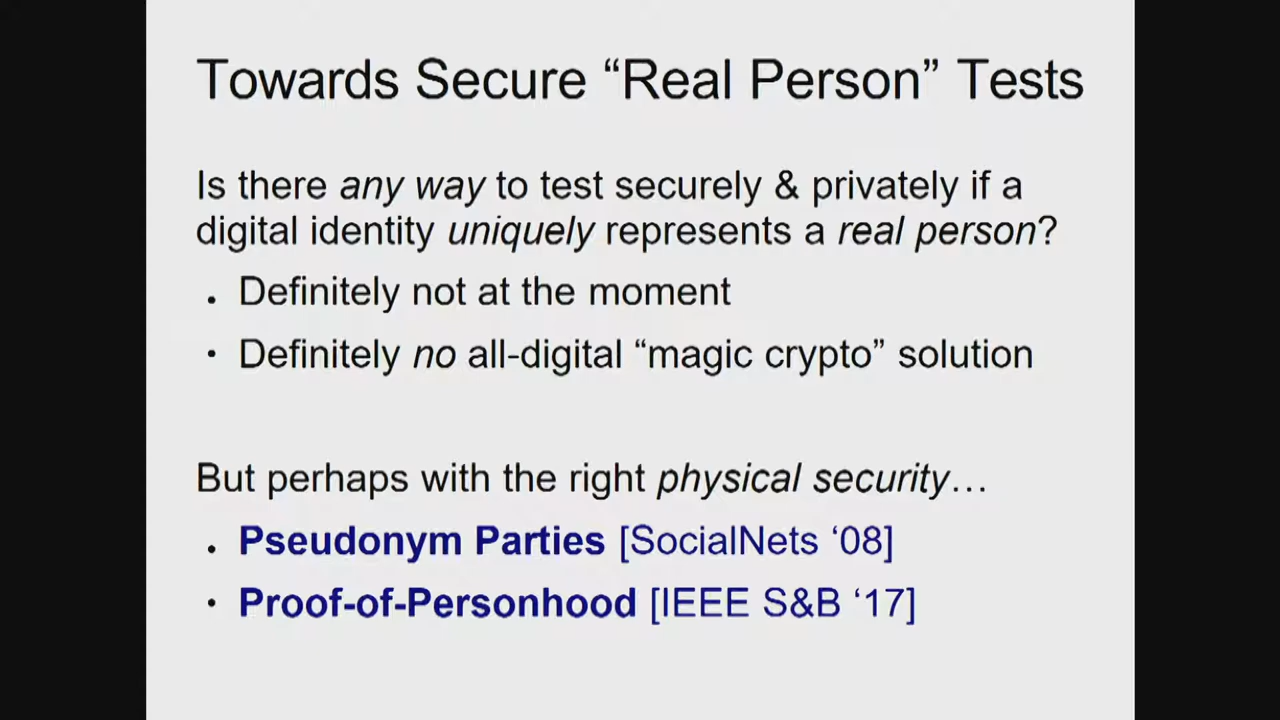 Towards Secure “Real Person” Tests
Is there any way to test securely & privately if a
digital identity uniquely represents a real person?
• Definitely not at the moment
• Definitely no all-digital “magic crypto” solution
But perhaps with the right physical security…
• Pseudonym Parties [SocialNets ‘08]
• Proof-of-Personhood [IEEE S&B ‘17]